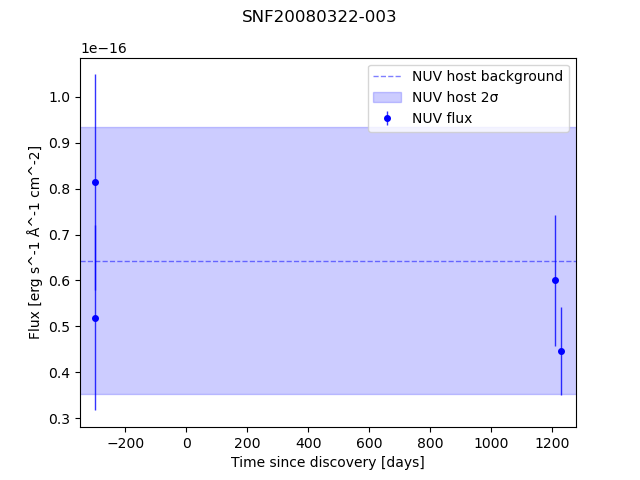 SNF20080322-003
1e−16
NUV host background
NUV host 2σ
NUV flux
1.0
0.9
0.8
0.7
0.6
0.5
0.4
0.3
Flux [erg s^-1 Å^-1 cm^-2]
−200
0
200
400
600
800
1000
1200
Time since discovery [days]